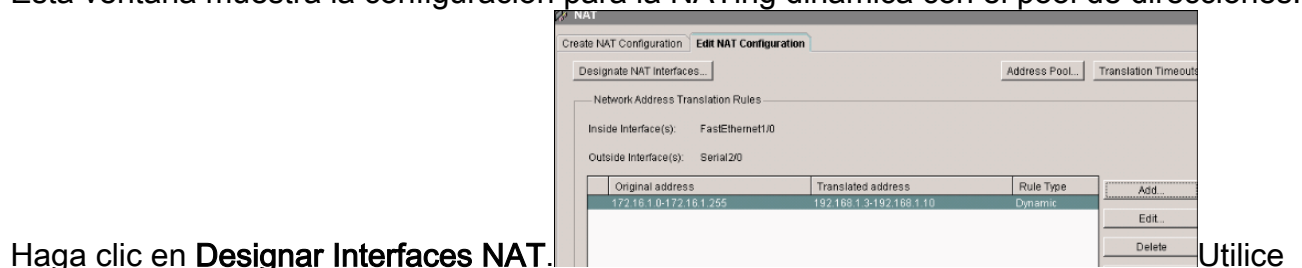 Esta ventana muestra la configuración para la NATing dinámica con el pool de direcciones.
NAT
Create NAT Configuration Edit NAT Configuration
Designate NAT Interfaces... Address Pool... Translation Timeouts
Network Address Translation Rules
Inside Interface(s): FastEthernet1/0
Outside Interface(s): Serial2/0
Original address Translated address Rule Type
172.16.1.0-172.16.1.255 192.168.1.3-192.168.1.10 Dynamic
Add...
Edit...
Delete
Haga clic en Designar Interfaces NAT. Utilice